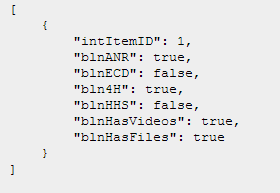 [
    {
        "intItemID": 1,
        "blnANR": true,
        "blnECD": false,
        "bln4H": true,
        "blnHHS": false,
        "blnHasVideos": true,
        "blnHasFiles": true
    }
]